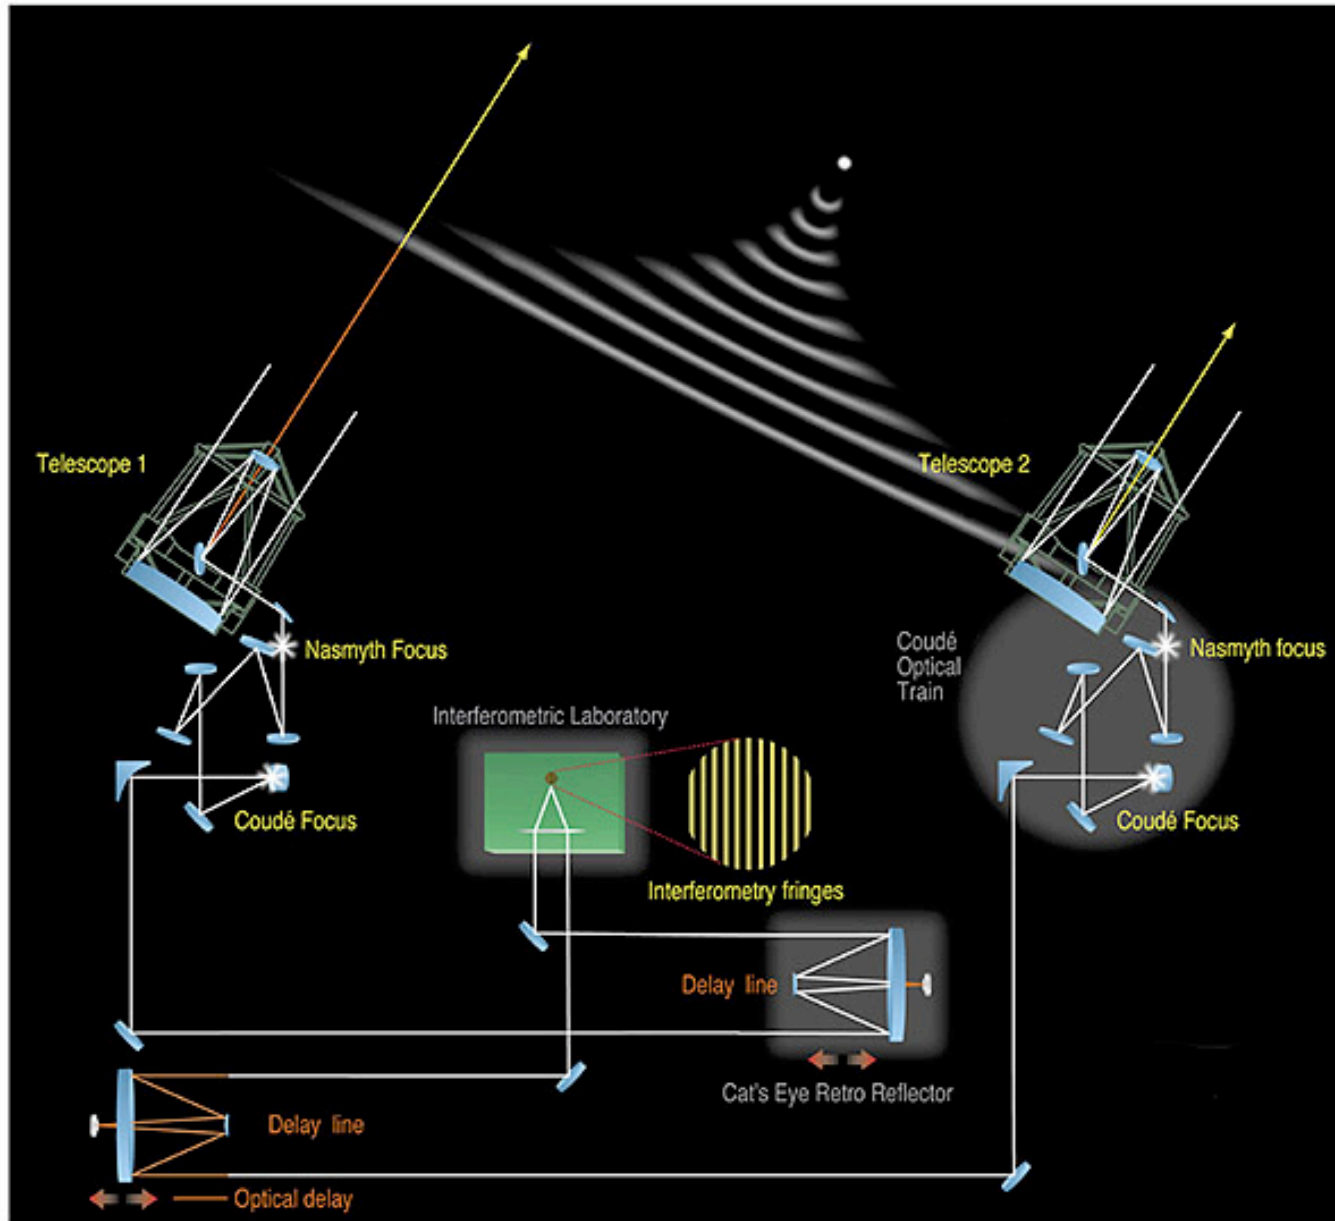 Telescope 1
Telescope 2
Nasmyth Focus
Coudé
Optical
Train
Nasmyth focus
Interferometric Laboratory
Coudé Focus
Coudé Focus
Interferometry fringes
Delay line
Cat's Eye Retro Reflector
Delay line
Optical delay